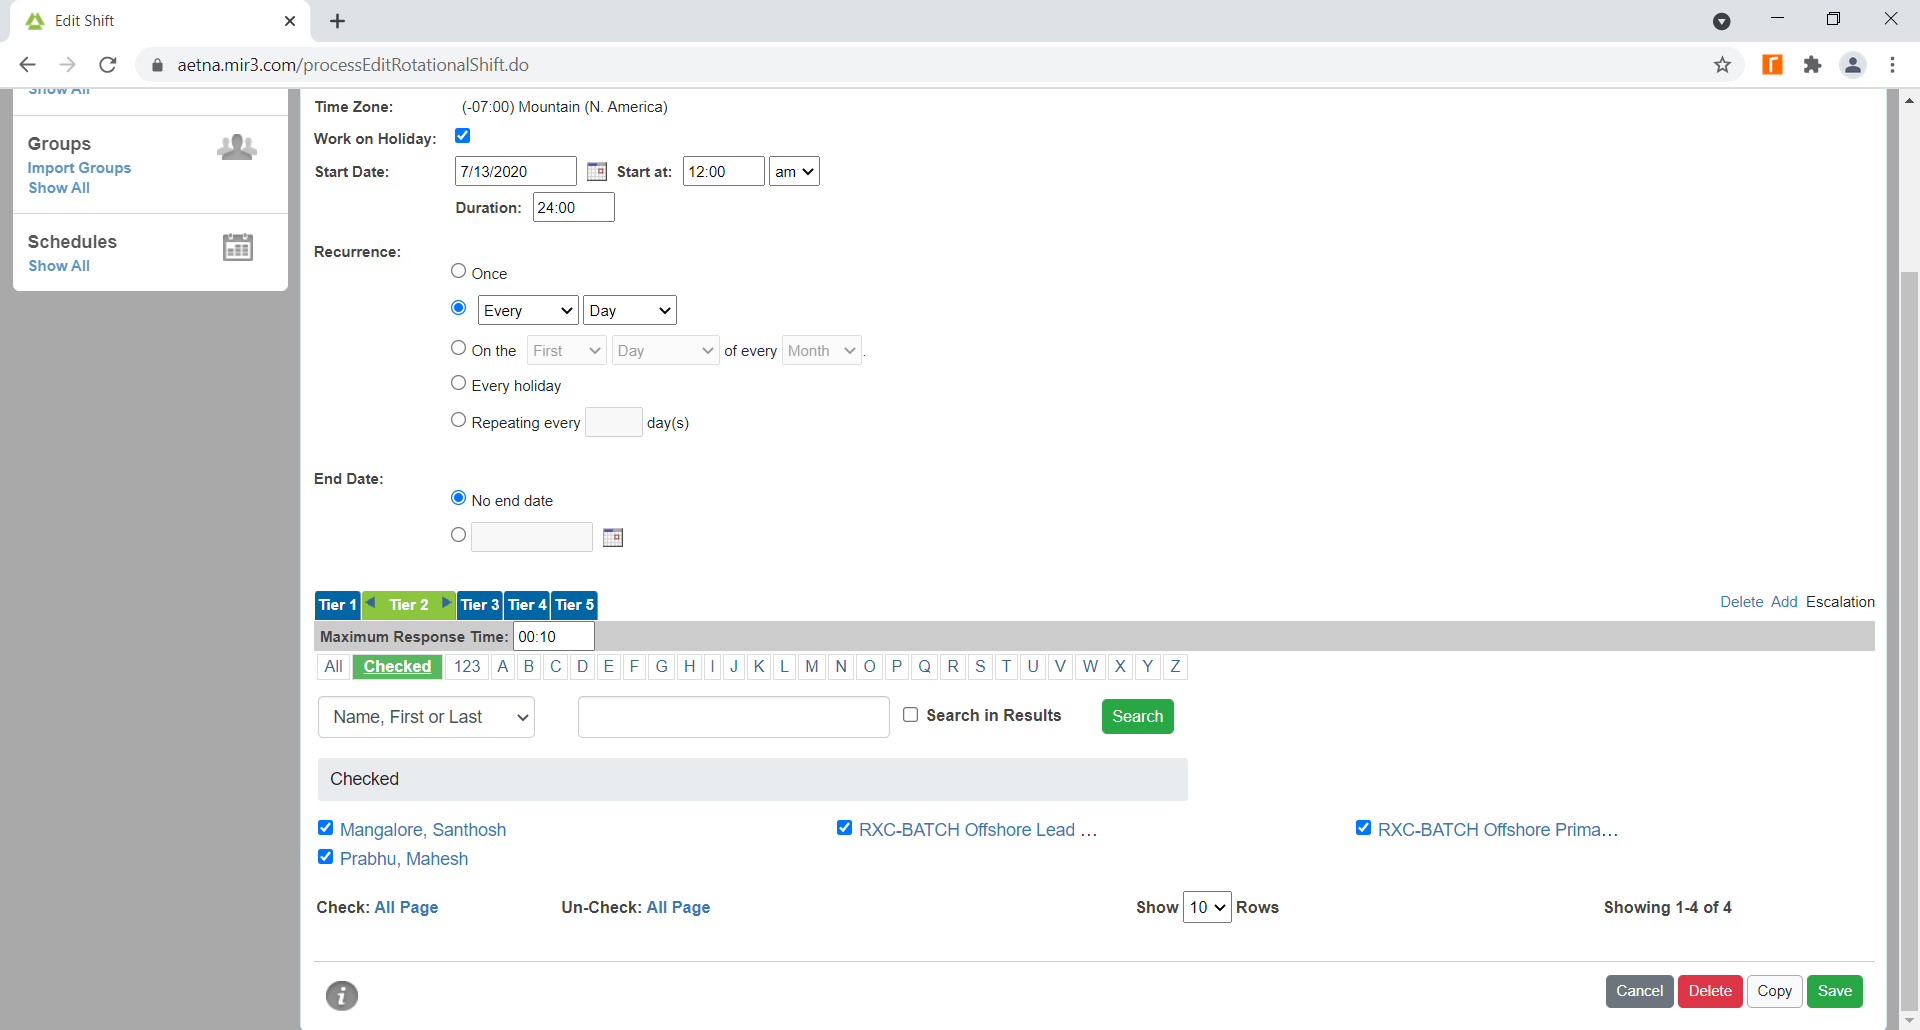 Edit Shift
aetna.mir3.com/processEditRotationalShift.do
Show All
Groups
Import Groups
Show All
Schedules
Show All
Time Zone: (-07:00) Mountain (N. America)
Work on Holiday:
Start Date: 7/13/2020 Start at: 12:00 am
Duration: 24:00
Recurrence:
Once
Every Day
On the First Day of every Month .
Every holiday
Repeating every day(s)
End Date:
No end date
Tier 1 Tier 2 Tier 3 Tier 4 Tier 5 Delete Add Escalation
Maximum Response Time: 00:10
All Checked 123 A B C D E F G H I J K L M N O P Q R S T U V W X Y Z
Name, First or Last Search in Results Search
Checked
Mangalore, Santhosh RXC-BATCH Offshore Lead ... RXC-BATCH Offshore Prima...
Prabhu, Mahesh
Check: All Page Un-Check: All Page Show 10 Rows Showing 1-4 of 4
i Cancel Delete Copy Save